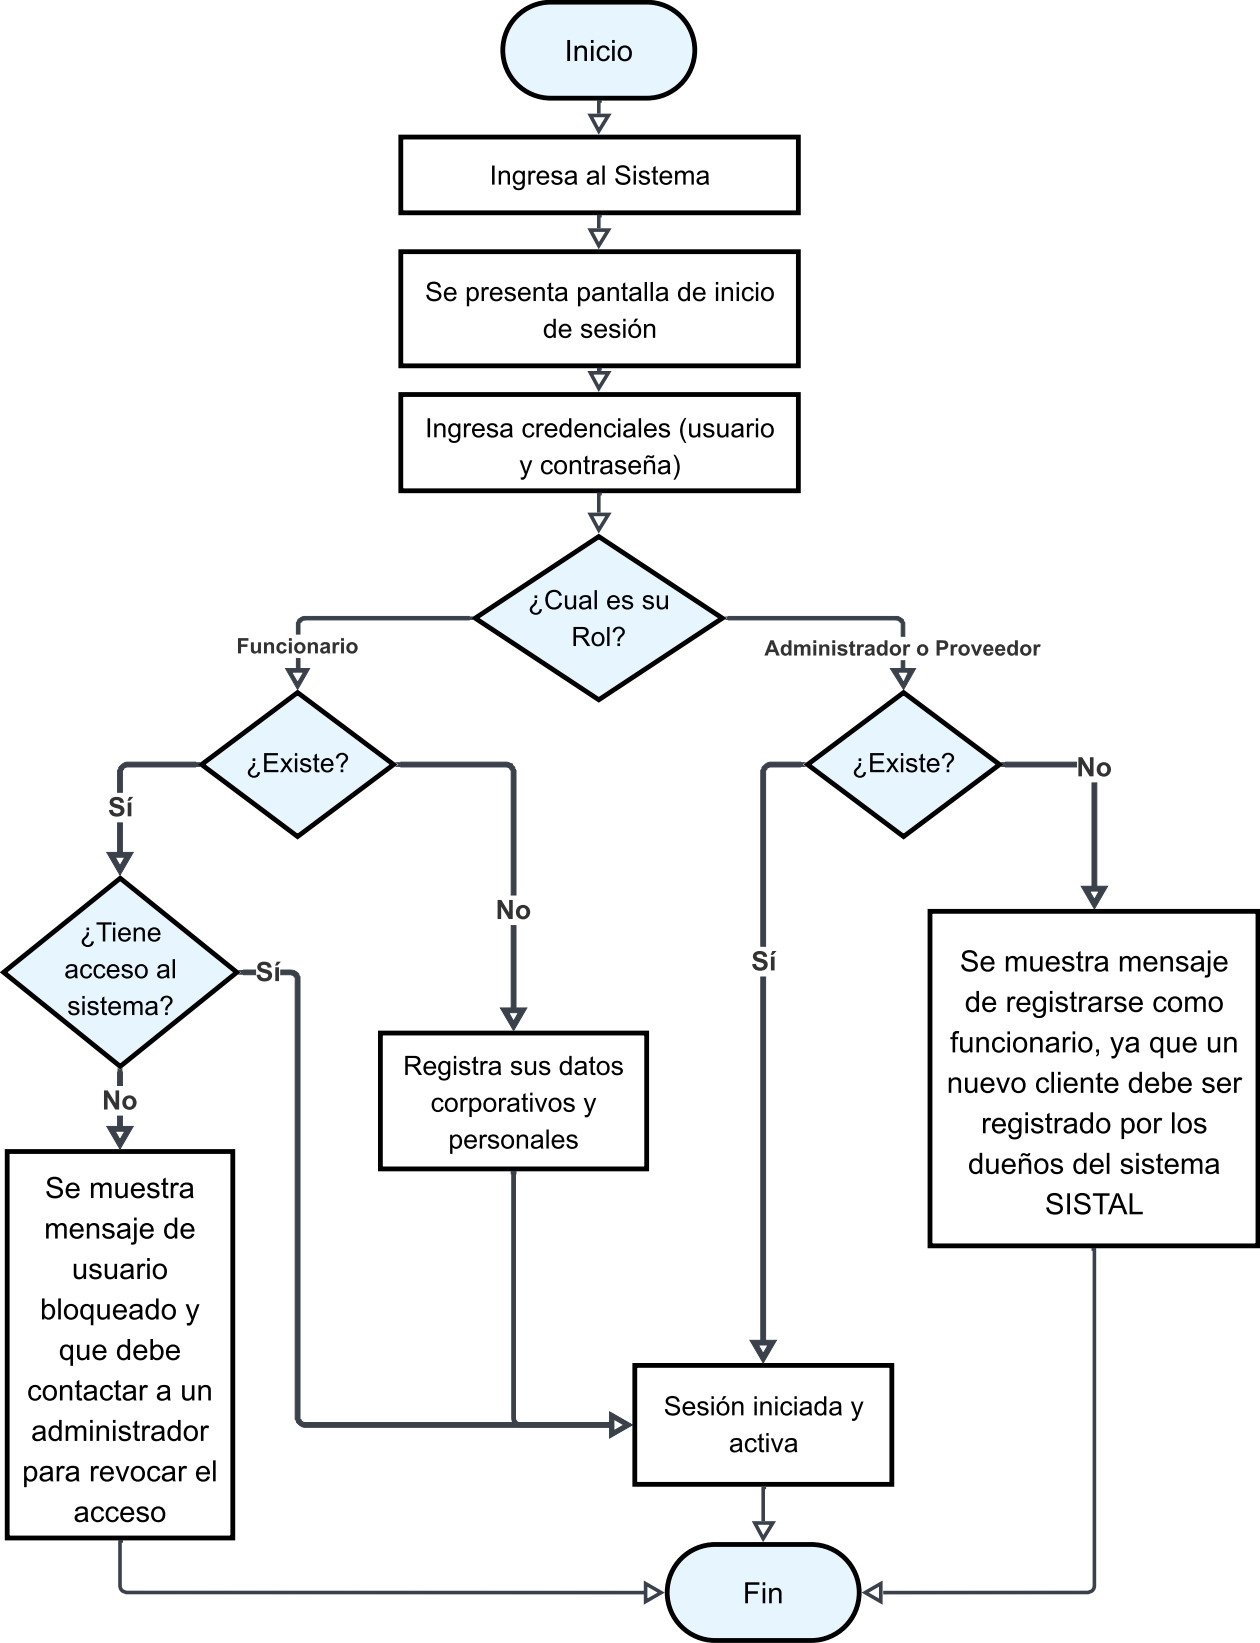 Inicio
Ingresa al Sistema
Se presenta pantalla de inicio
de sesión
Ingresa credenciales (usuario
y contraseña)
¿Cual es su
Rol?
Funcionario
Administrador o Proveedor
¿Existe?
¿Existe?
Sí
No
No
Sí
¿Tiene
acceso al
sistema?
Sí
No
Registra sus datos
corporativos y
personales
Se muestra mensaje
de registrarse como
funcionario, ya que un
nuevo cliente debe ser
registrado por los
dueños del sistema
SISTAL
Se muestra
mensaje de
usuario
bloqueado y
que debe
contactar a un
administrador
para revocar el
acceso
Sesión iniciada y
activa
Fin